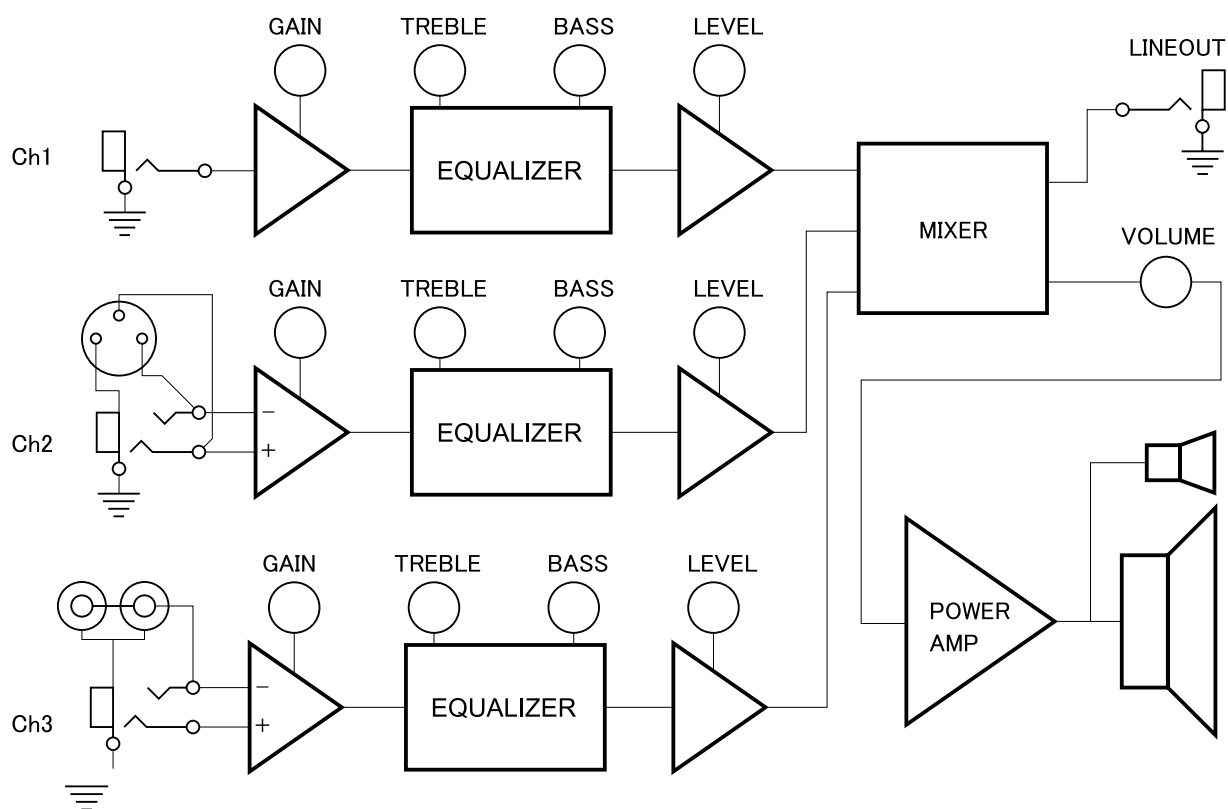 GAIN TREBLE BASS LEVEL
LINEOUT
Ch1
EQUALIZER
MIXER
VOLUME
GAIN TREBLE BASS LEVEL
Ch2
−
+
EQUALIZER
GAIN TREBLE BASS LEVEL
POWER
AMP
Ch3
−
+
EQUALIZER